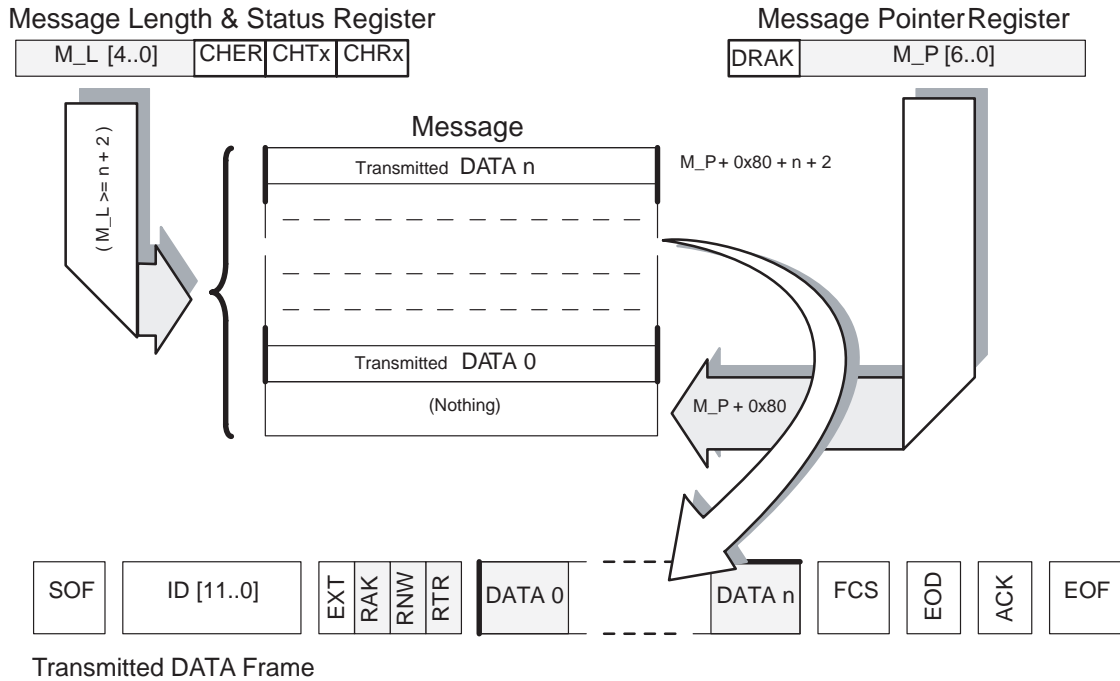 Message Length & Status Register
Message Pointer Register
M_L [4..0] CHER CHTx CHRx
DRAK M_P [6..0]
( M_L >= n + 2 )
Message
Transmitted DATA n
M_P + 0x80 + n + 2
Transmitted DATA 0
(Nothing)
M_P + 0x80
SOF ID [11..0] EXT RAK RNW RTR DATA 0 DATA n FCS EOD ACK EOF
Transmitted DATA Frame